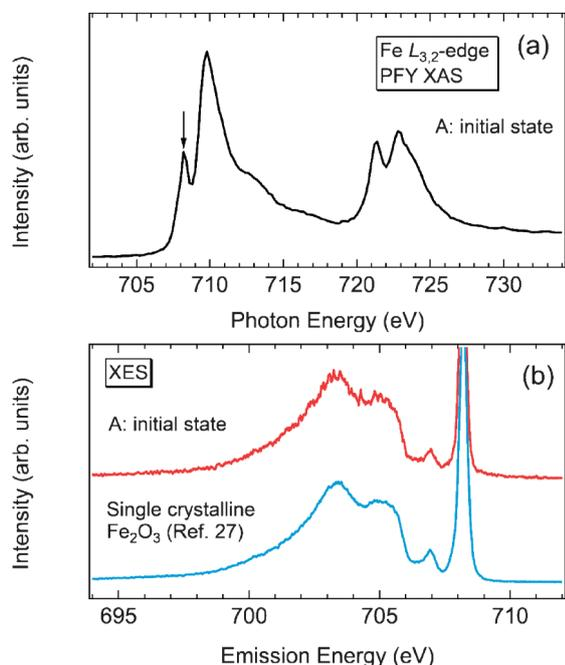 (a)
Fe L3,2-edge
PFY XAS
A: initial state
Intensity (arb. units)
705 710 715 720 725 730
Photon Energy (eV)
XES
(b)
A: initial state
Single crystalline
Fe2O3 (Ref. 27)
Intensity (arb. units)
695 700 705 710
Emission Energy (eV)